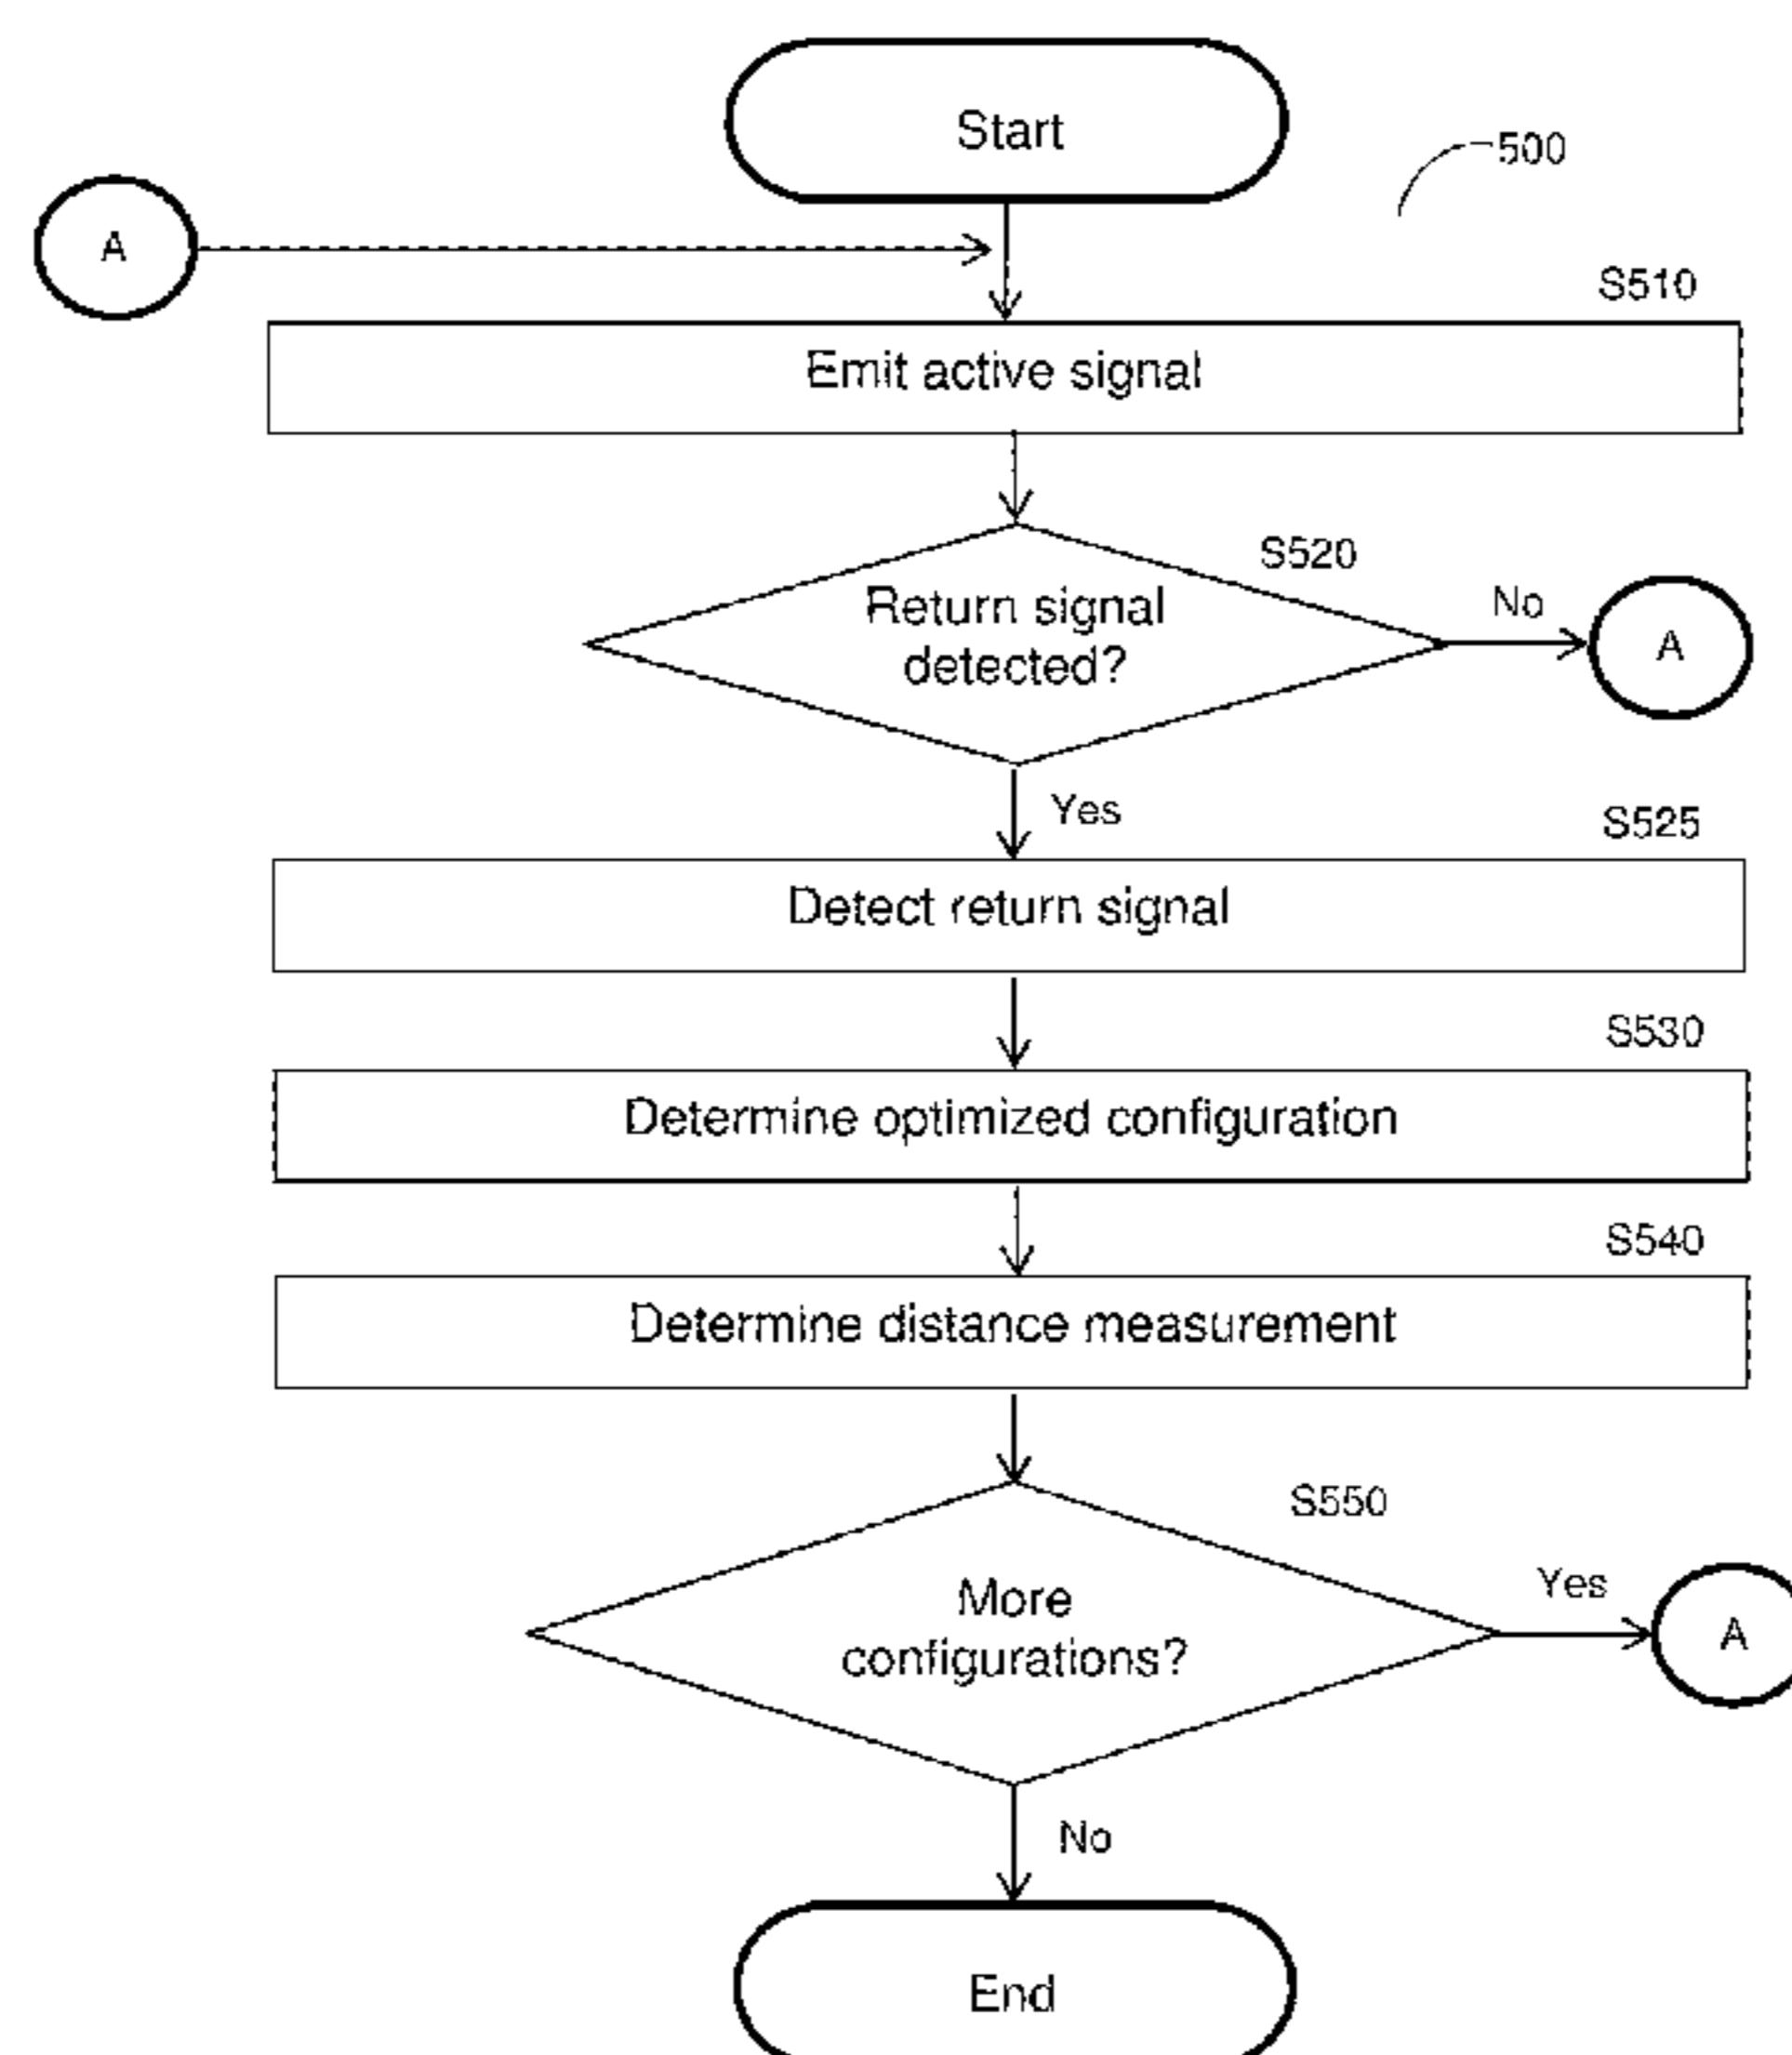 Start
500
A
S510
Emit active signal
S520
Return signal
detected?
No
A
Yes
S525
Detect return signal
S530
Determine optimized configuration
S540
Determine distance measurement
S550
More
configurations?
Yes
A
No
End